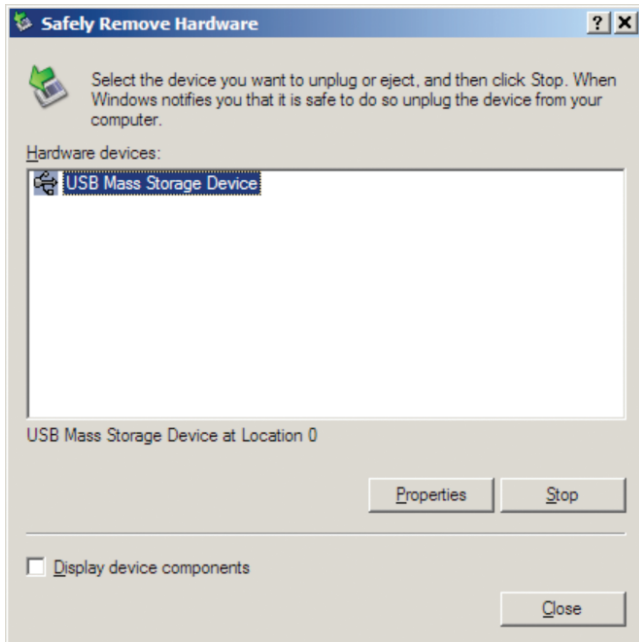 Safely Remove Hardware
Select the device you want to unplug or eject, and then click Stop. When
Windows notifies you that it is safe to do so unplug the device from your
computer.
Hardware devices:
USB Mass Storage Device
USB Mass Storage Device at Location 0
Properties Stop
Display device components
Close